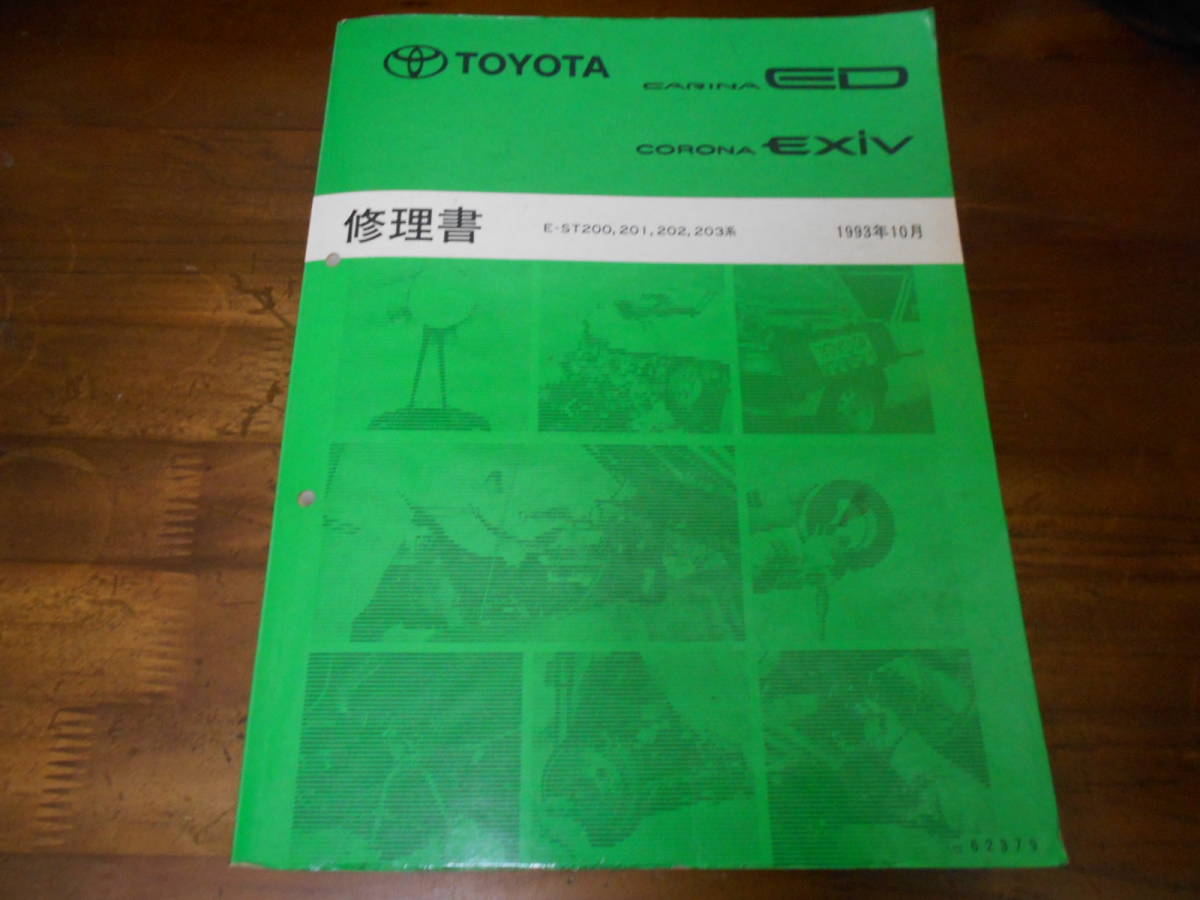 TOYOTA
CARINA ED
CORONA EXiV
修理書 E-ST200, 201, 202, 203系 1993年10月
62379